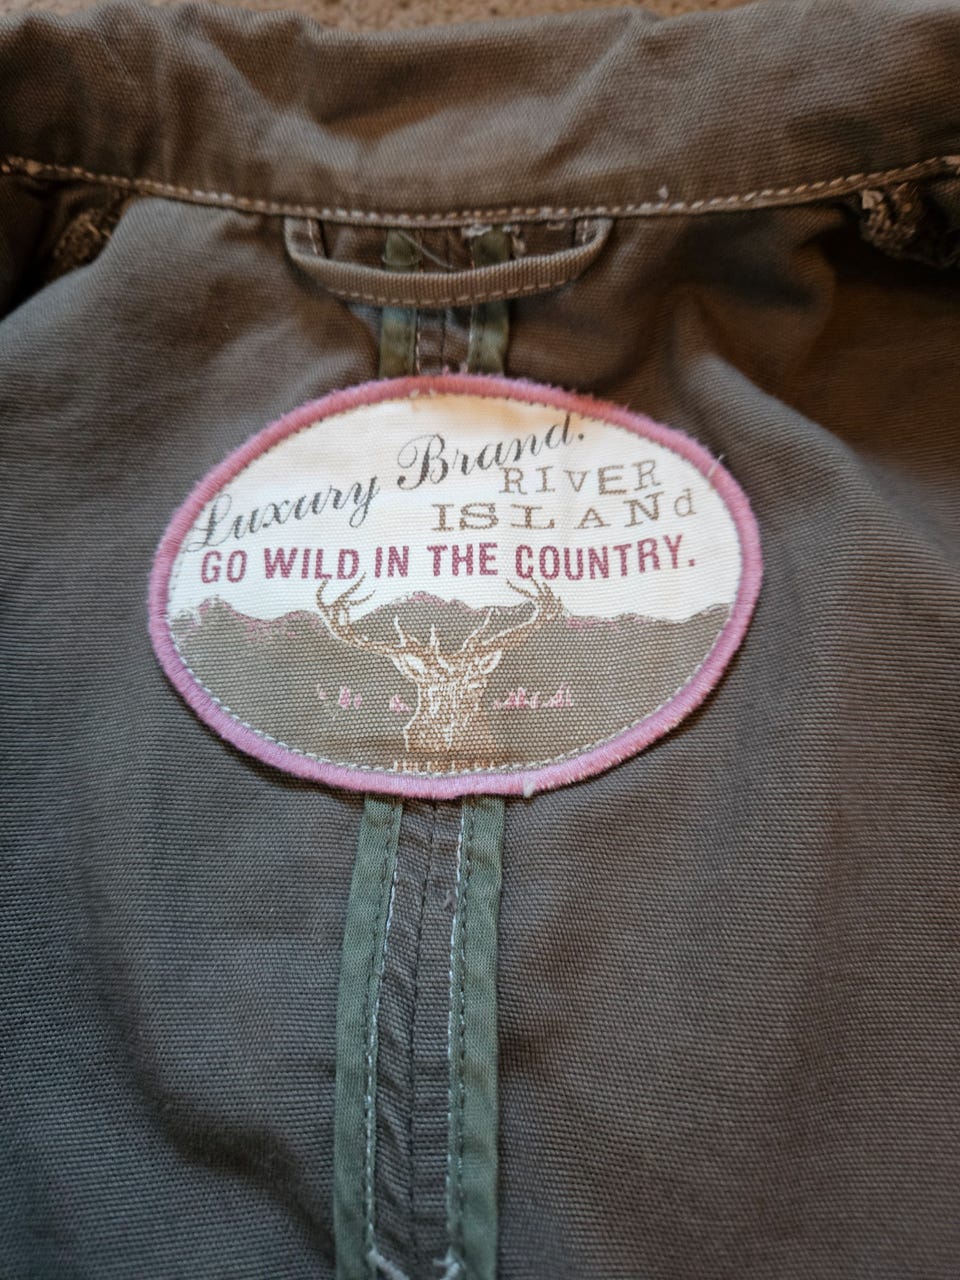 Luxury Brand.
RIVER
ISLANd
GO WILD IN THE COUNTRY.